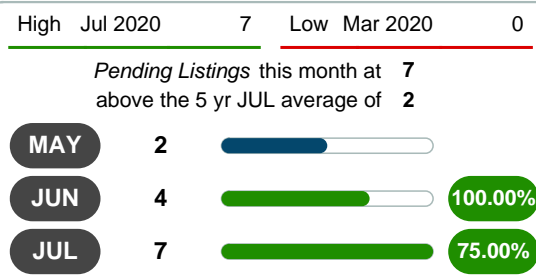 High Jul 2020 7 Low Mar 2020 0
Pending Listings this month at 7
above the 5 yr JUL average of 2
MAY 2
JUN 4 100.00%
JUL 7 75.00%